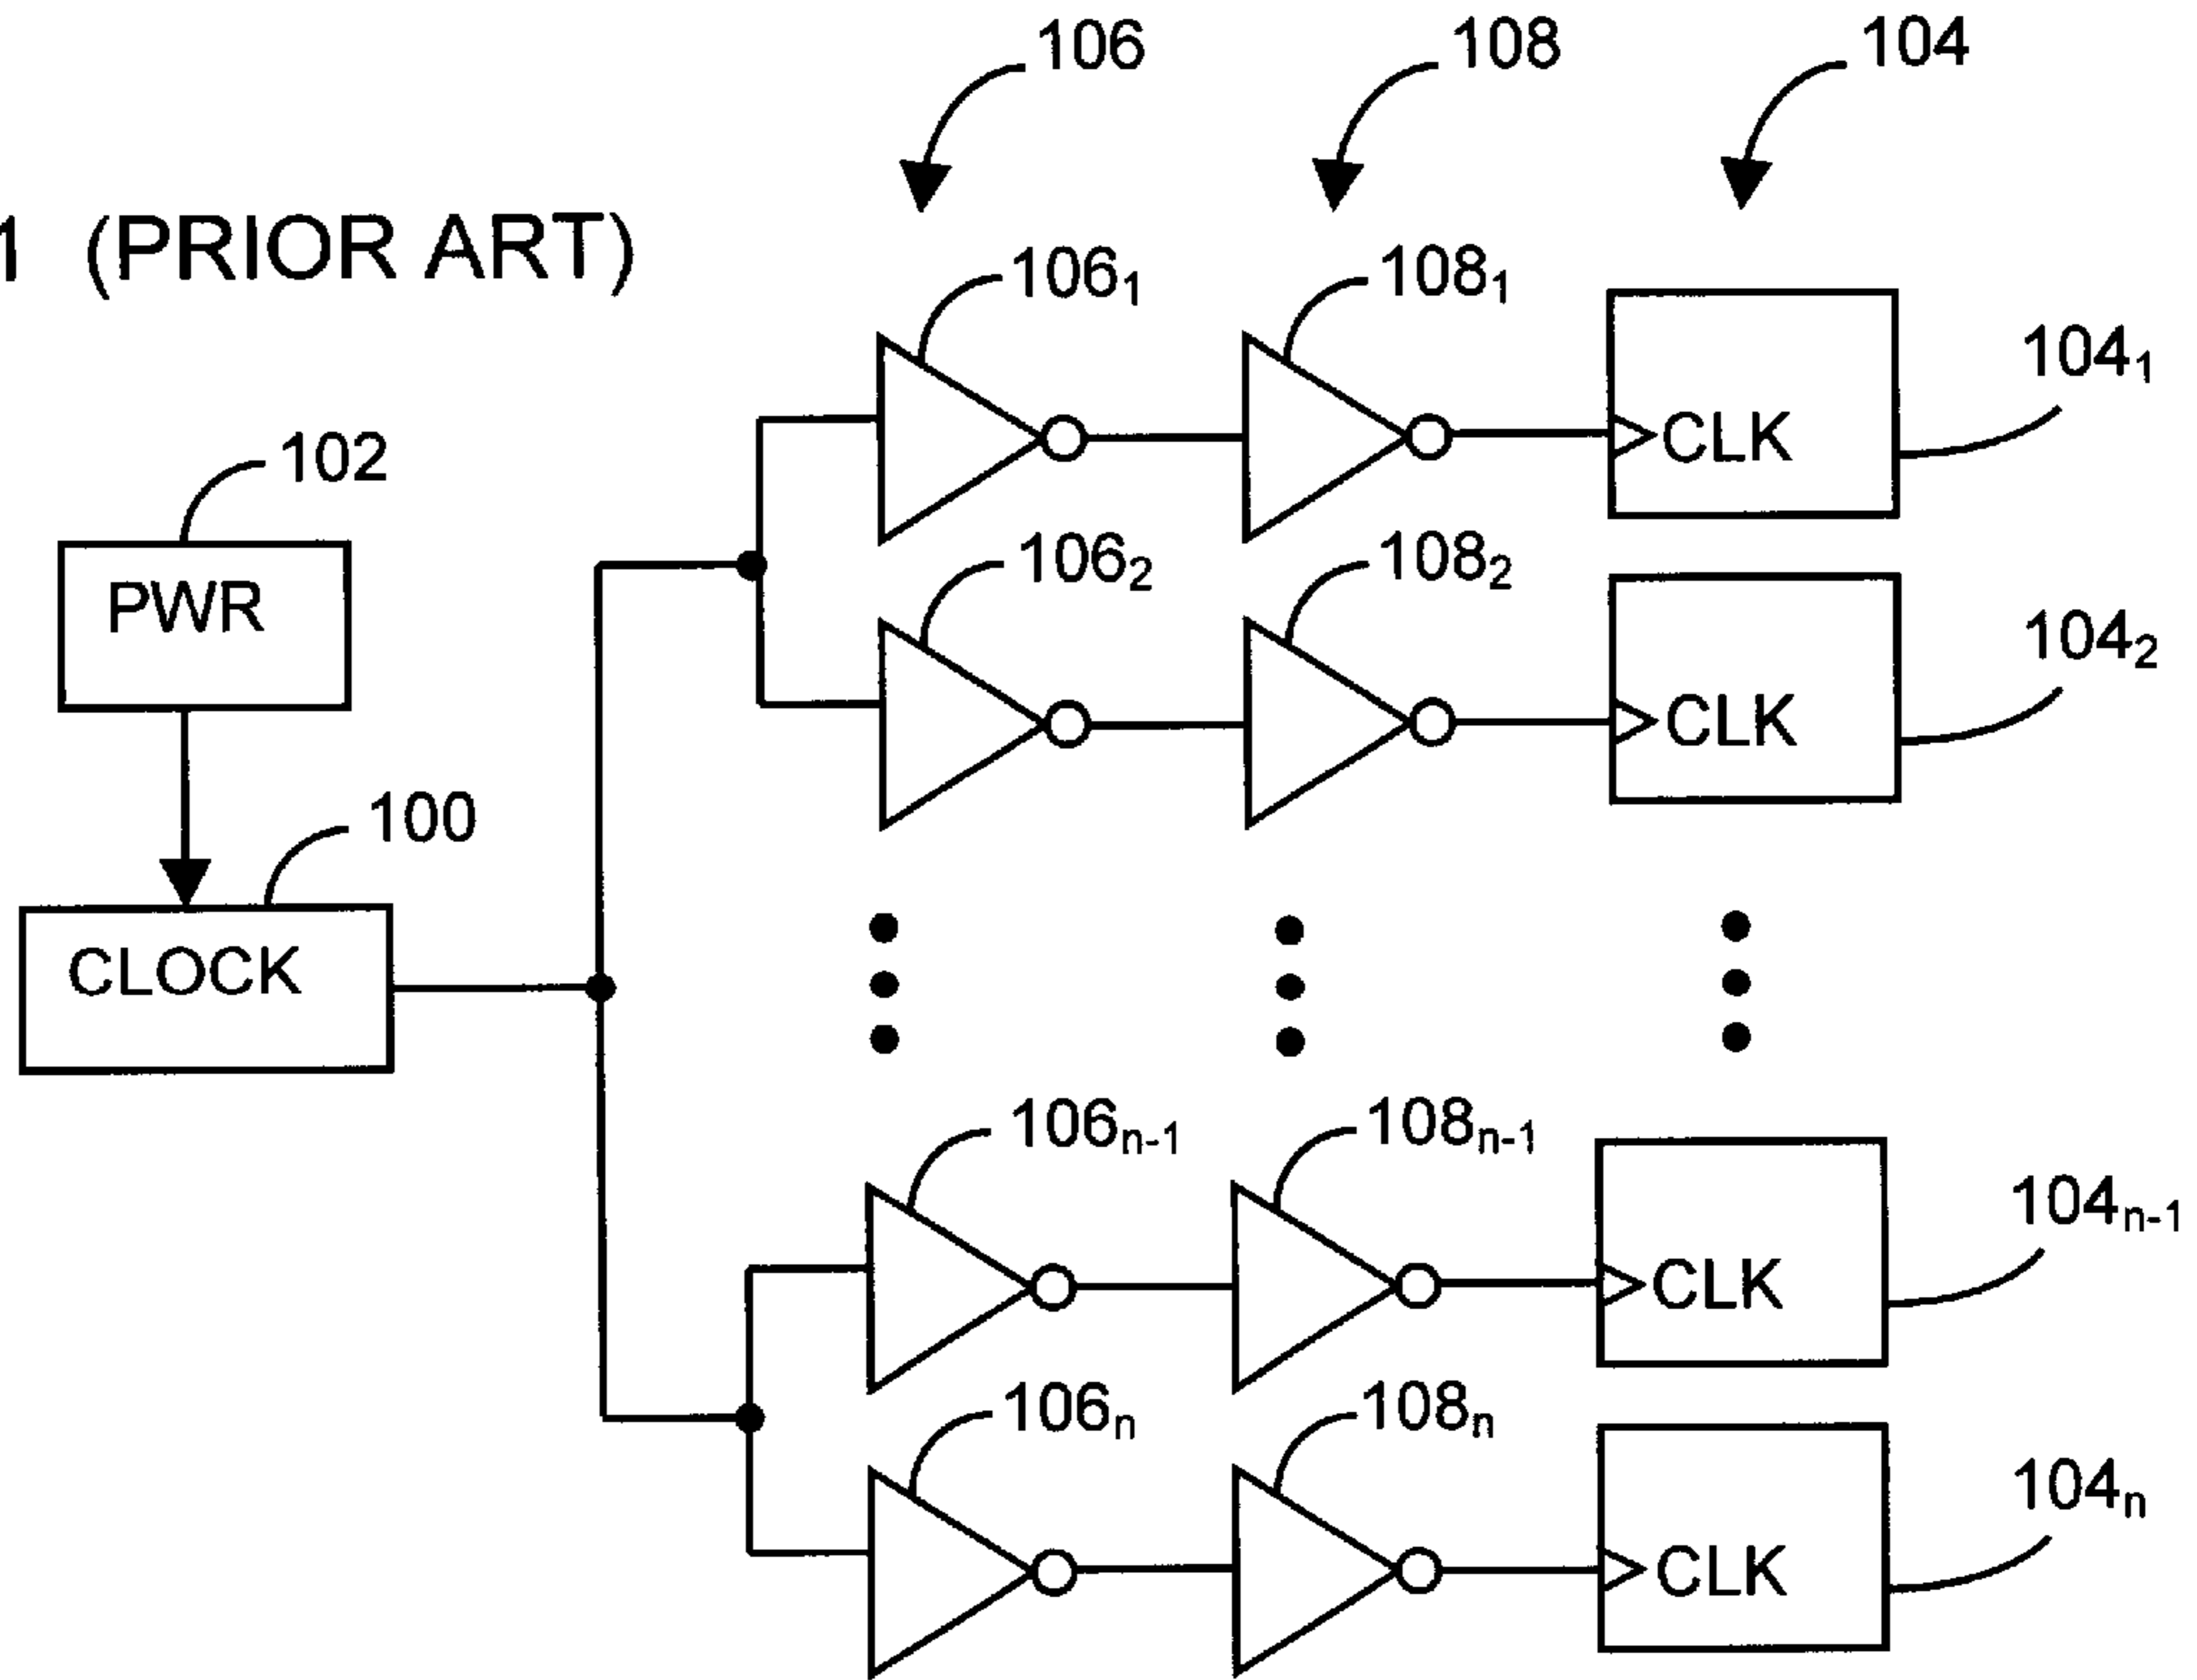 106 108 104
1 (PRIOR ART)
106₁ 108₁
104₁
CLK
102
106₂ 108₂
PWR
104₂
CLK
100
CLOCK
106ₙ₋₁ 108ₙ₋₁
104ₙ₋₁
CLK
106ₙ 108ₙ
104ₙ
CLK